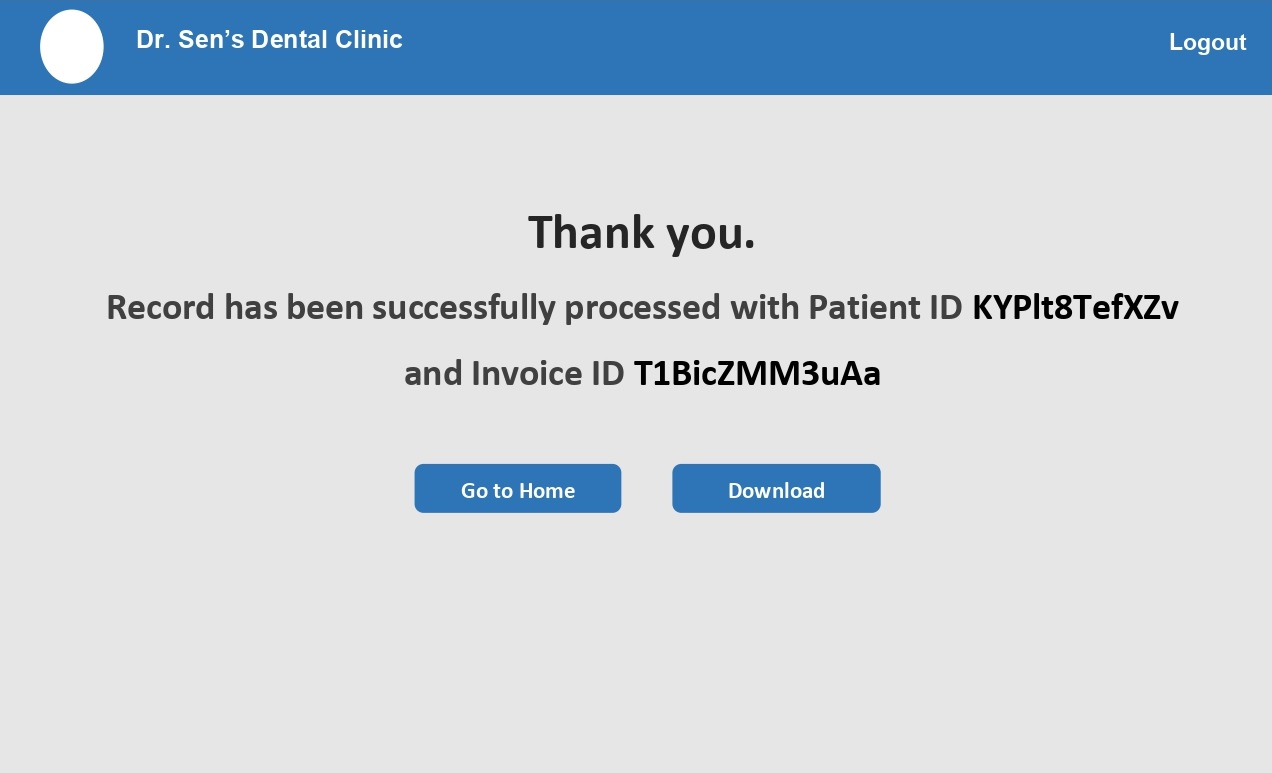 Dr. Sen’s Dental Clinic
Logout
Thank you.
Record has been successfully processed with Patient ID KYPlt8TefXZv
and Invoice ID T1BicZMM3uAa
Go to Home
Download